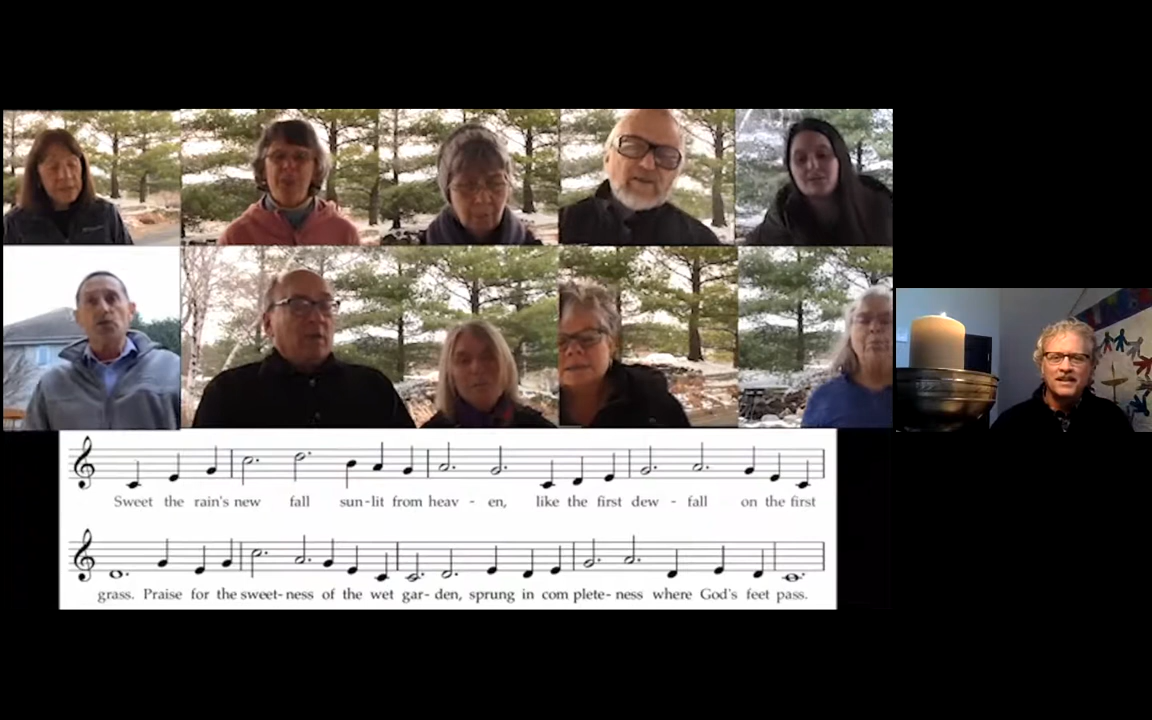 Sweet the rain's new fall sun-lit from heav - en, like the first dew - fall on the first
grass. Praise for the sweet-ness of the wet gar- den, sprung in com plete- ness where God's feet pass.